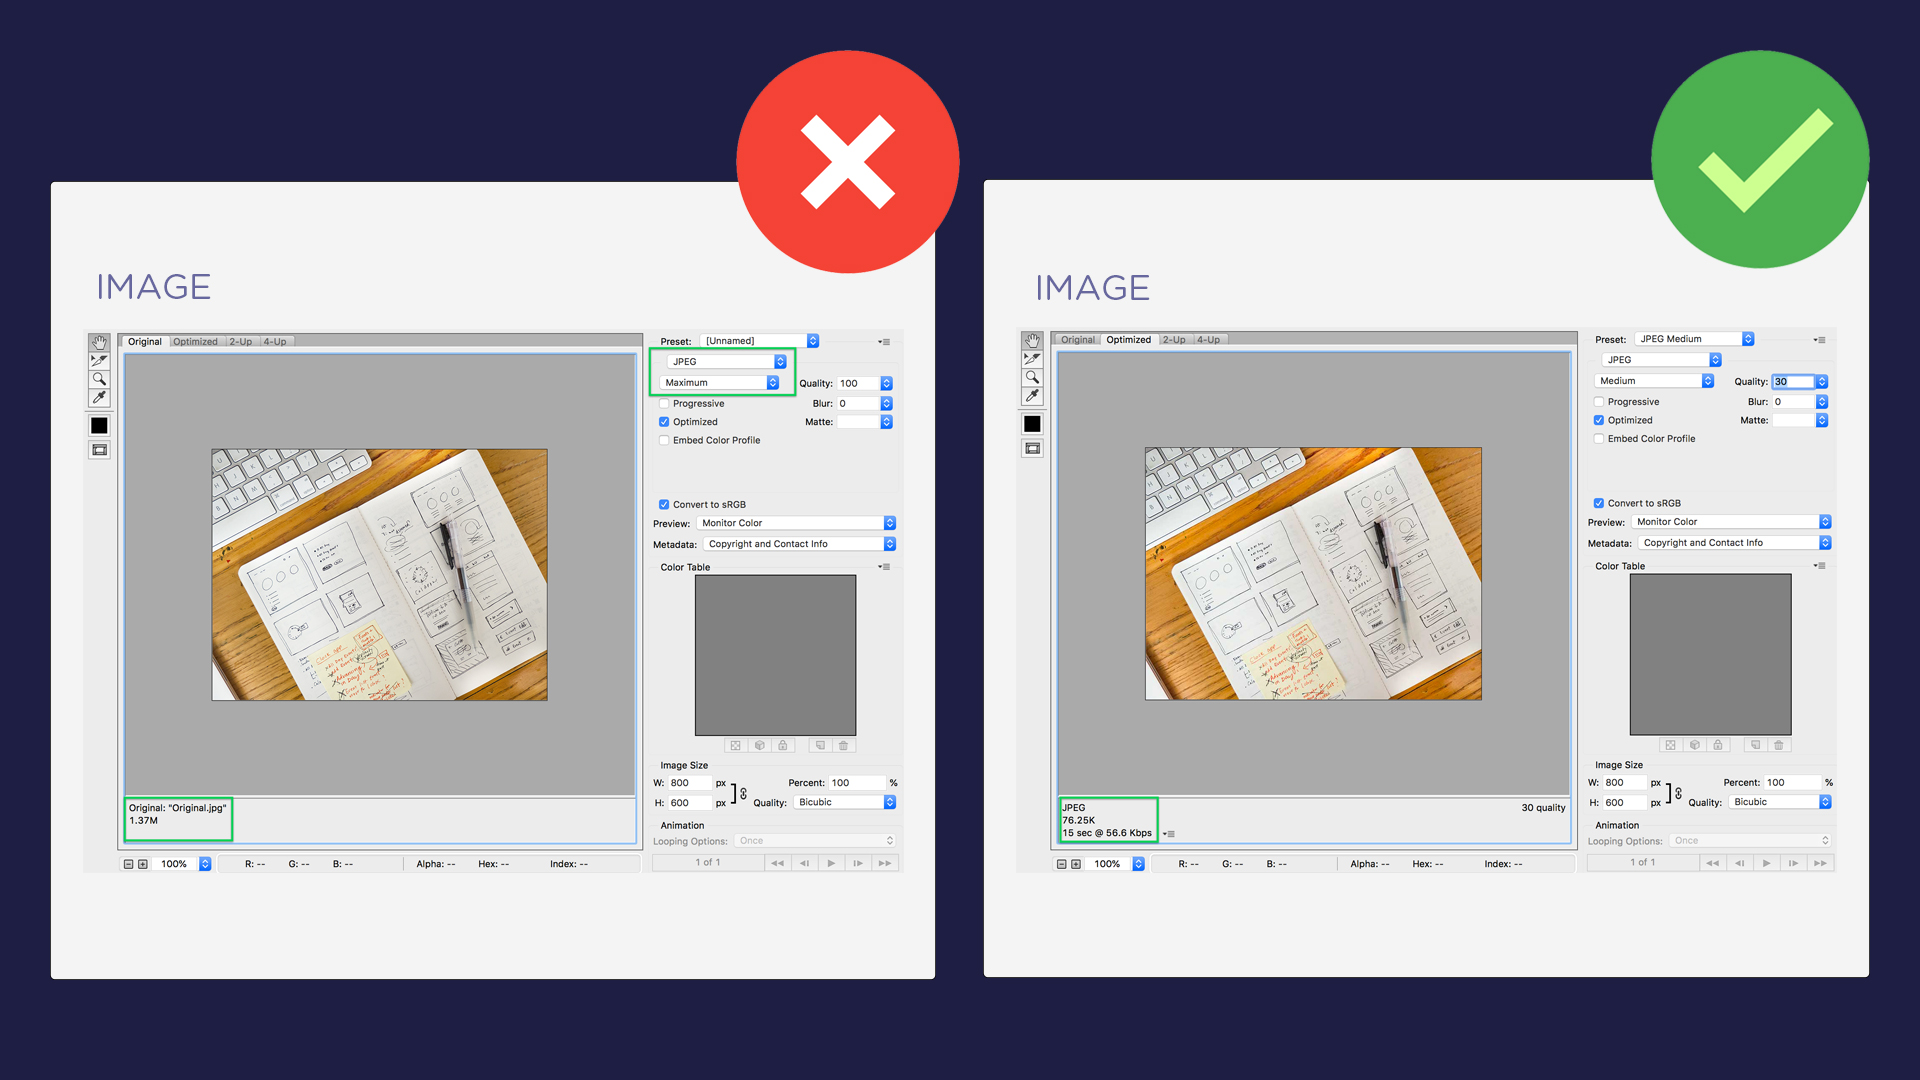 IMAGE
Original Optimized 2-Up 4-Up
Preset: [Unnamed]
JPEG
Maximum Quality: 100
Progressive Blur: 0
Optimized Matte:
Embed Color Profile
Convert to sRGB
Preview: Monitor Color
Metadata: Copyright and Contact Info
Color Table
Image Size
W: 800 px Percent: 100 %
H: 600 px Quality: Bicubic
Animation
Looping Options: Once
1 of 1
Original: "Original.jpg"
1.37M
100% R: -- G: -- B: -- Alpha: -- Hex: -- Index: --
IMAGE
Original Optimized 2-Up 4-Up
Preset: JPEG Medium
JPEG
Medium Quality: 30
Progressive Blur: 0
Optimized Matte:
Embed Color Profile
Convert to sRGB
Preview: Monitor Color
Metadata: Copyright and Contact Info
Color Table
Image Size
W: 800 px Percent: 100 %
H: 600 px Quality: Bicubic
Animation
Looping Options: Once
1 of 1
JPEG 30 quality
76.25K
15 sec @ 56.6 Kbps
100% R: -- G: -- B: -- Alpha: -- Hex: -- Index: --